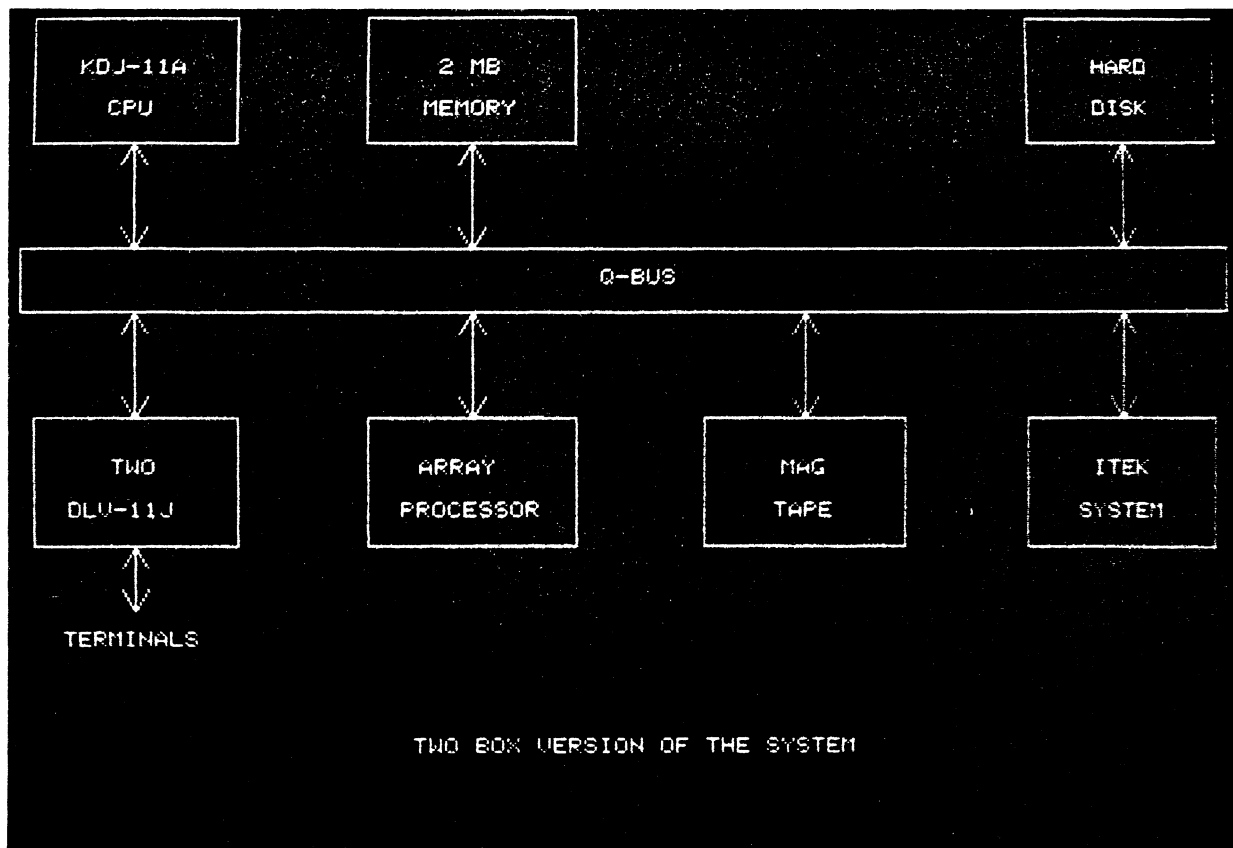 KDJ-11A
CPU
2 MB
MEMORY
HARD
DISK
Q-BUS
TWO
DLV-11J
ARRAY
PROCESSOR
MAG
TAPE
ITEK
SYSTEM
TERMINALS
TWO BOX VERSION OF THE SYSTEM